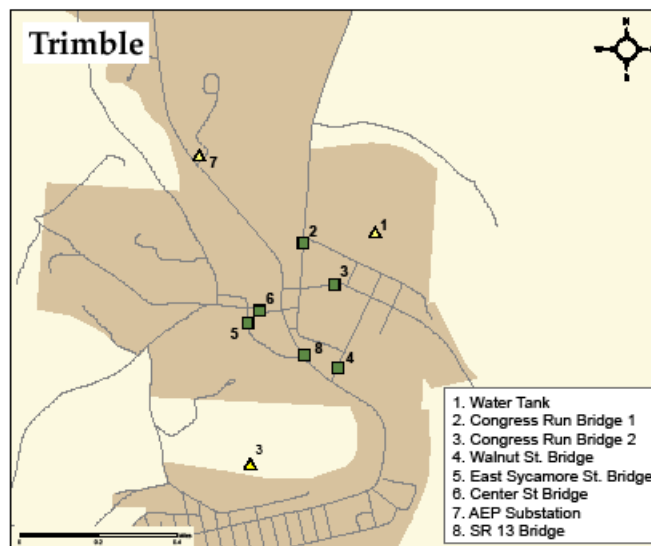 Trimble
N
7
1
2
3
6
5
8
4
3
1. Water Tank
2. Congress Run Bridge 1
3. Congress Run Bridge 2
4. Walnut St. Bridge
5. East Sycamore St. Bridge
6. Center St Bridge
7. AEP Substation
8. SR 13 Bridge